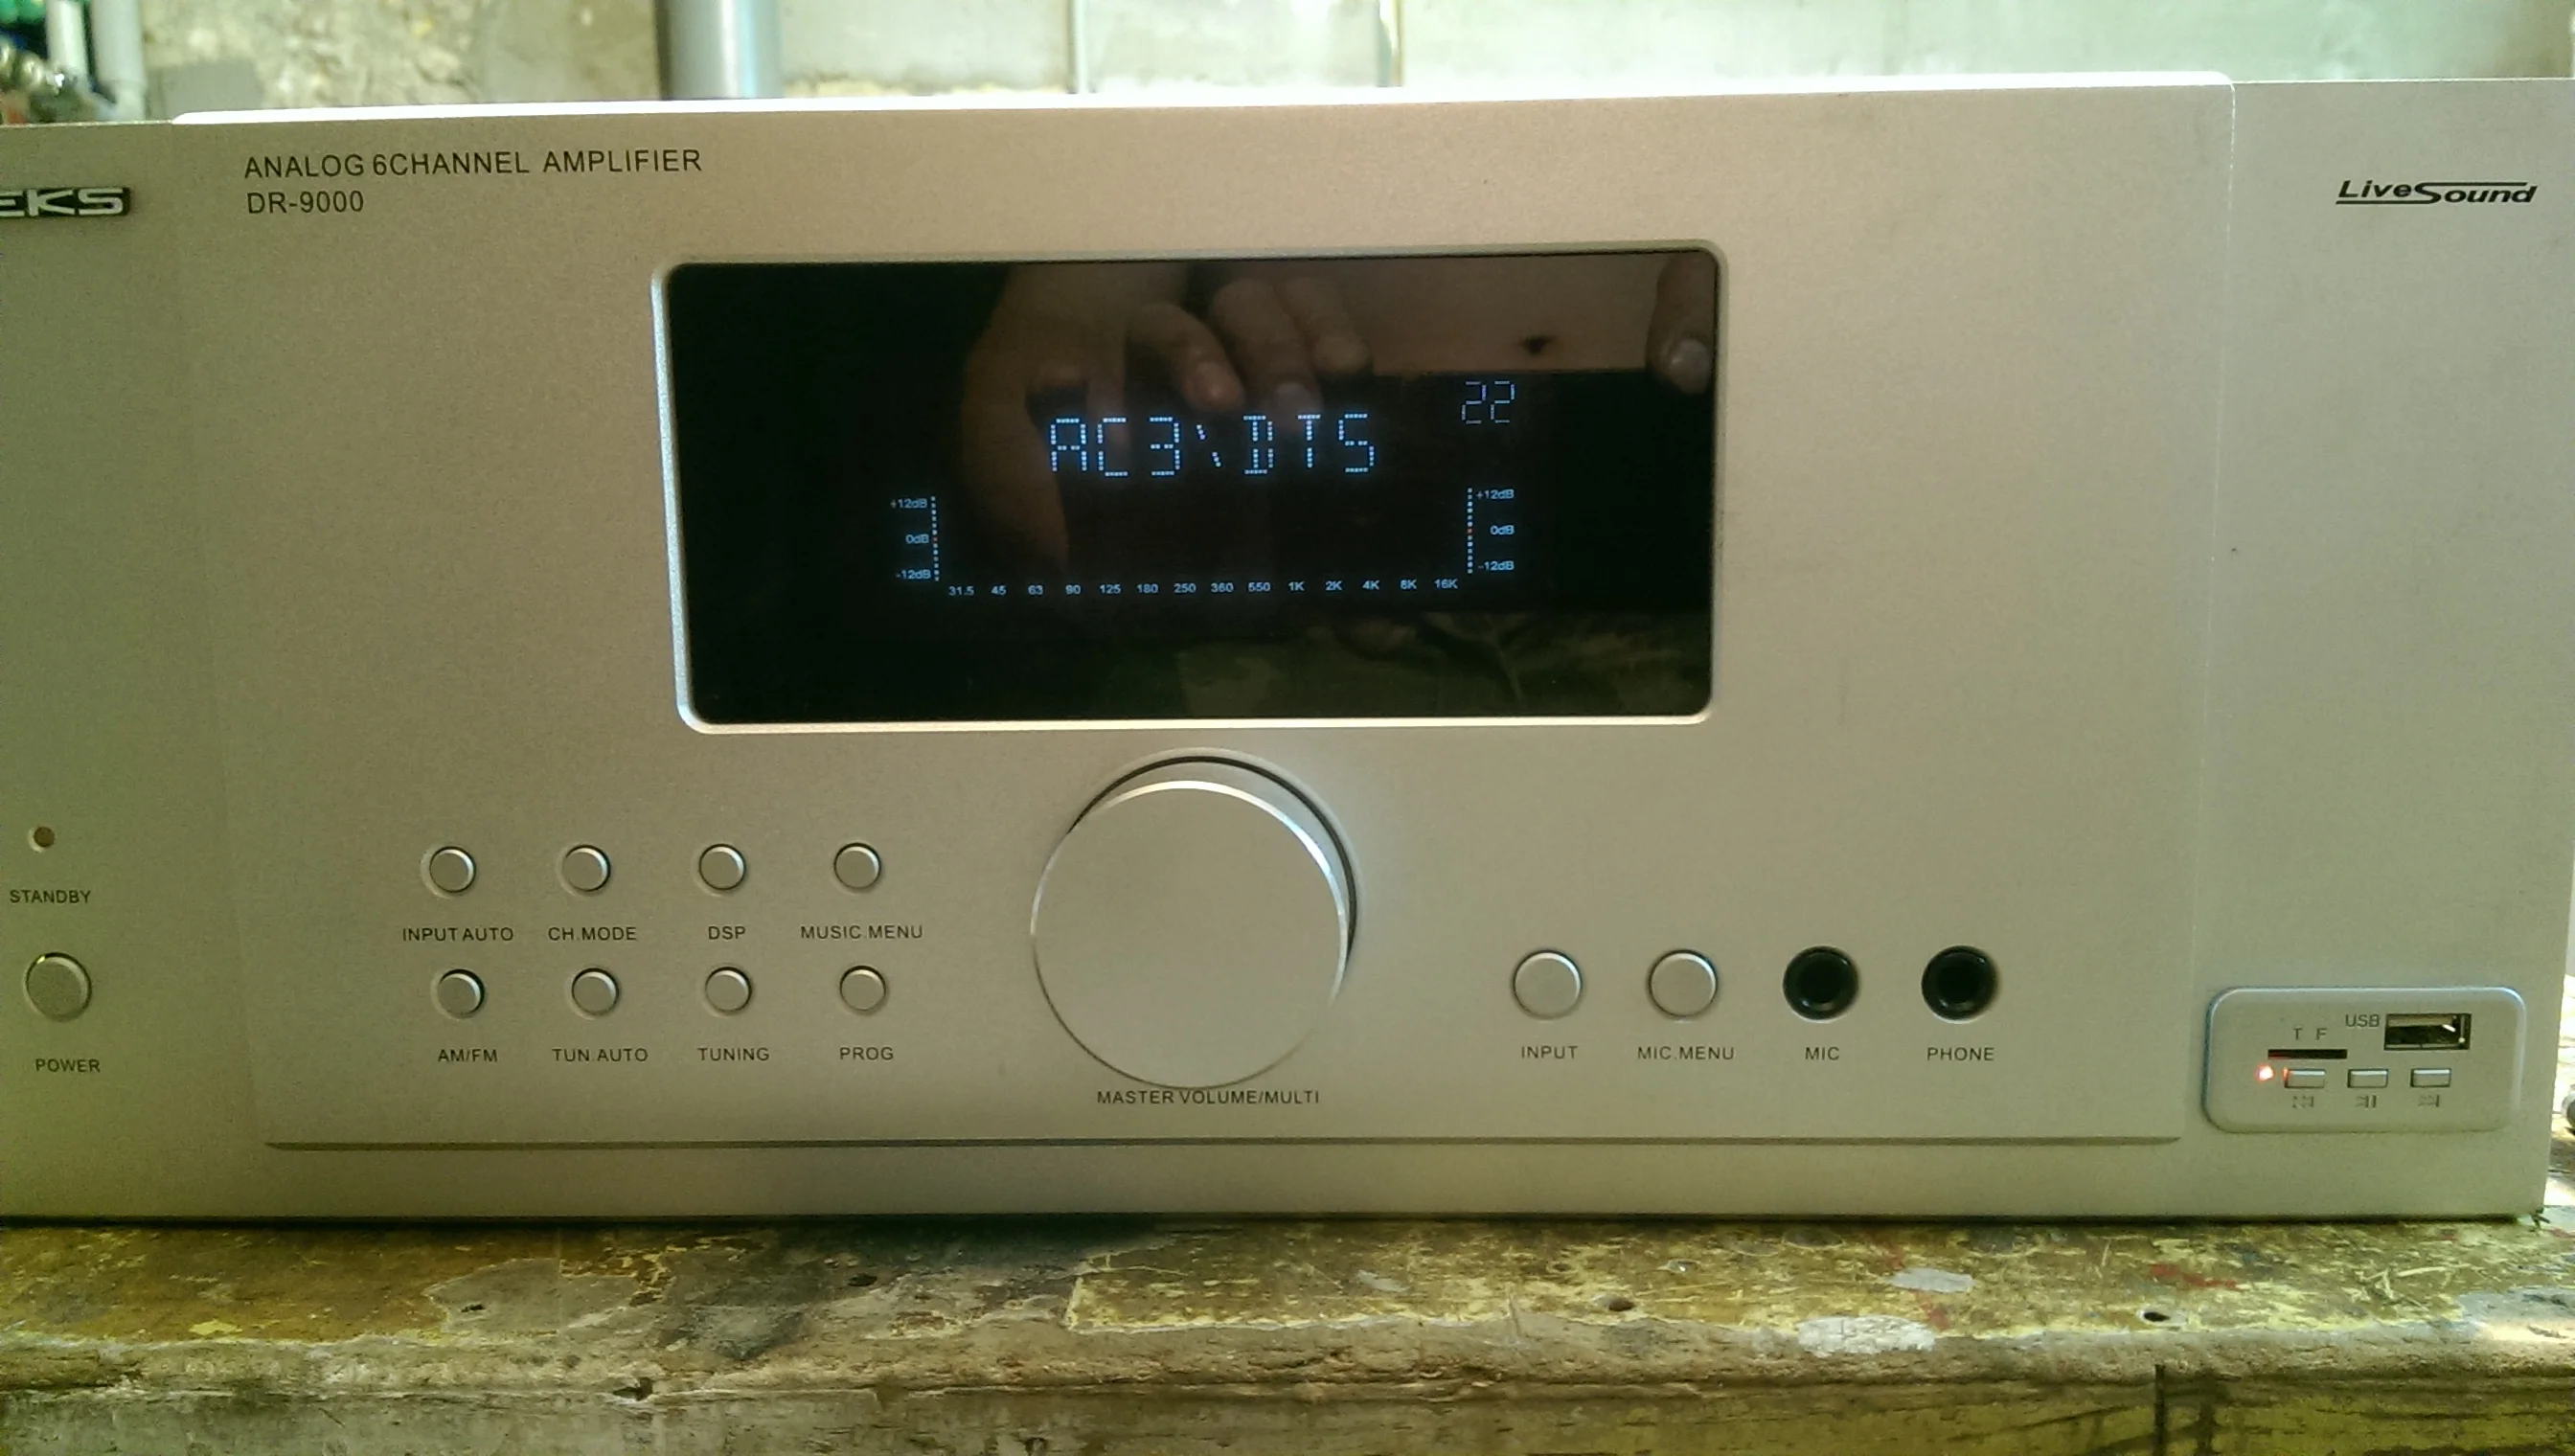 ANALOG 6CHANNEL AMPLIFIER
DR-9000
EKS
LiveSound
22
AC3\DTS
+12dB
0dB
-12dB
+12dB
0dB
-12dB
31.5 45 63 90 125 180 250 360 550 1K 2K 4K 8K 16K
STANDBY
POWER
INPUT AUTO CH.MODE DSP MUSIC.MENU
AM/FM TUN.AUTO TUNING PROG
MASTER VOLUME/MULTI
INPUT MIC.MENU MIC PHONE
USB
T F